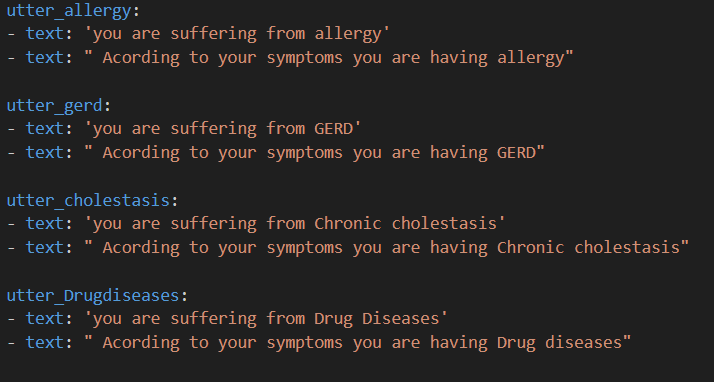 utter_allergy:
- text: 'you are suffering from allergy'
- text: " Acording to your symptoms you are having allergy"
utter_gerd:
- text: 'you are suffering from GERD'
- text: " Acording to your symptoms you are having GERD"
utter_cholestasis:
- text: 'you are suffering from Chronic cholestasis'
- text: " Acording to your symptoms you are having Chronic cholestasis"
utter_Drugdiseases:
- text: 'you are suffering from Drug Diseases'
- text: " Acording to your symptoms you are having Drug diseases"